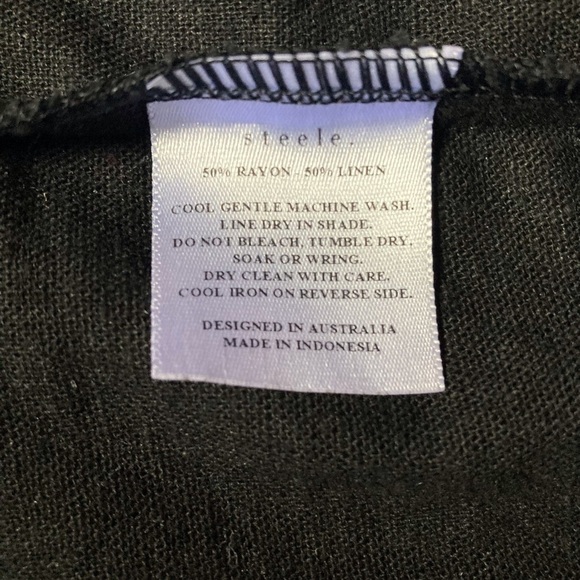 steele.
50% RAYON - 50% LINEN
COOL GENTLE MACHINE WASH.
LINE DRY IN SHADE.
DO NOT BLEACH, TUMBLE DRY,
SOAK OR WRING.
DRY CLEAN WITH CARE.
COOL IRON ON REVERSE SIDE.
DESIGNED IN AUSTRALIA
MADE IN INDONESIA